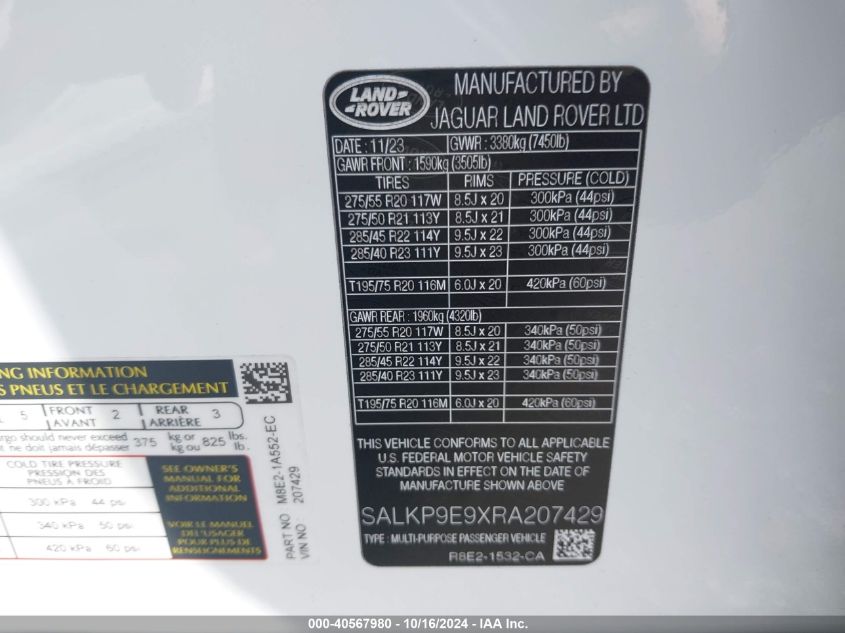 LAND
ROVER
MANUFACTURED BY
JAGUAR LAND ROVER LTD
DATE : 11/23 GVWR : 3380kg (7450lb)
GAWR FRONT : 1590kg (3505lb)
TIRES RIMS PRESSURE (COLD)
275/55 R20 117W 8.5J x 20 300kPa (44psi)
275/50 R21 113Y 8.5J x 21 300kPa (44psi)
285/45 R22 114Y 9.5J x 22 300kPa (44psi)
285/40 R23 111Y 9.5J x 23 300kPa (44psi)
T195/75 R20 116M 6.0J x 20 420kPa (60psi)
GAWR REAR : 1960kg (4320lb)
275/55 R20 117W 8.5J x 20 340kPa (50psi)
275/50 R21 113Y 8.5J x 21 340kPa (50psi)
285/45 R22 114Y 9.5J x 22 340kPa (50psi)
285/40 R23 111Y 9.5J x 23 340kPa (50psi)
T195/75 R20 116M 6.0J x 20 420kPa (60psi)
THIS VEHICLE CONFORMS TO ALL APPLICABLE
U.S. FEDERAL MOTOR VEHICLE SAFETY
STANDARDS IN EFFECT ON THE DATE OF
MANUFACTURE SHOWN ABOVE
SALKP9E9XRA207429
TYPE : MULTI-PURPOSE PASSENGER VEHICLE
R8E2-1532-CA
NG INFORMATION
S PNEUS ET LE CHARGEMENT
5 FRONT 2 REAR 3
AVANT ARRIÈRE
rgo should never exceed 375 kg or 825 lbs.
t ne doit jamais dépasser kg ou lb.
COLD TIRE PRESSURE
PRESSION DES
PNEUS À FROID
300 kPa 44 psi
340 kPa 50 psi
420 kPa 60 psi
SEE OWNER'S
MANUAL FOR
ADDITIONAL
INFORMATION
VOIR LE MANUEL
DEL'USAGER
POUR PLUS DE
RENSEIGNEMENTS
PART NO M8E2-1A552-EC
VIN NO 207429
000-40567980 - 10/16/2024 - IAA Inc.